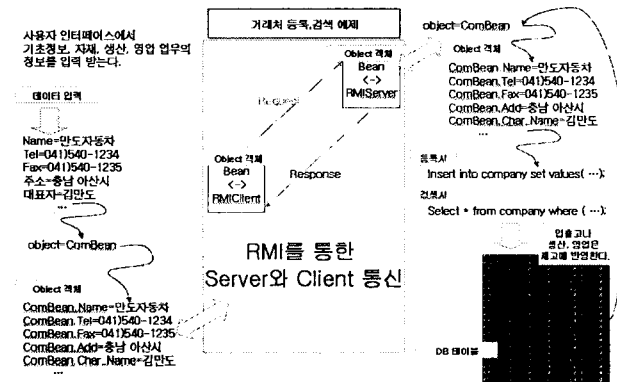 거래처 등록,검색 예제
사용자 인터페이스에서
기초정보, 자재, 생산, 영업 업무의
정보를 입력 받는다.
데이터 입력
Name=만도자동차
Tel=041)540-1234
Fax=041)540-1235
주소=충남 아산시
대표자=김만도
...
object=ComBean
Object 객체
ComBean.Name=만도자동차
ComBean.Tel=041)540-1234
ComBean.Fax=041)540-1235
ComBean.Add=충남 아산시
ComBean.Char_Name=김만도
...
Object 객체
Bean
<->
RMIServer
Request
Response
Object 객체
Bean
<->
RMIClient
RMI를 통한
Server와 Client 통신
object=ComBean
Object 객체
ComBean.Name=만도자동차
ComBean.Tel=041)540-1234
ComBean.Fax=041)540-1235
ComBean.Add=충남 아산시
ComBean.Char_Name=김만도
...
등록시
Insert into company set values( ...);
검색시
Select * from company where ( ...);
입출고나
생산, 영업은
재고에 반영한다.
DB 테이블